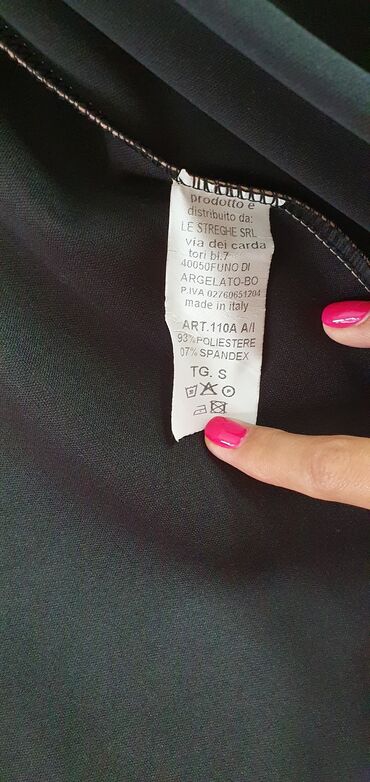 prodotto e
distribuito da:
LE STREGHE SRL
via dei carda
tori bl.7
40050FUNO DI
ARGELATO-BO
P.IVA 02760651204
made in italy
ART.110A A/I
93%POLIESTERE
07%SPANDEX
TG. S